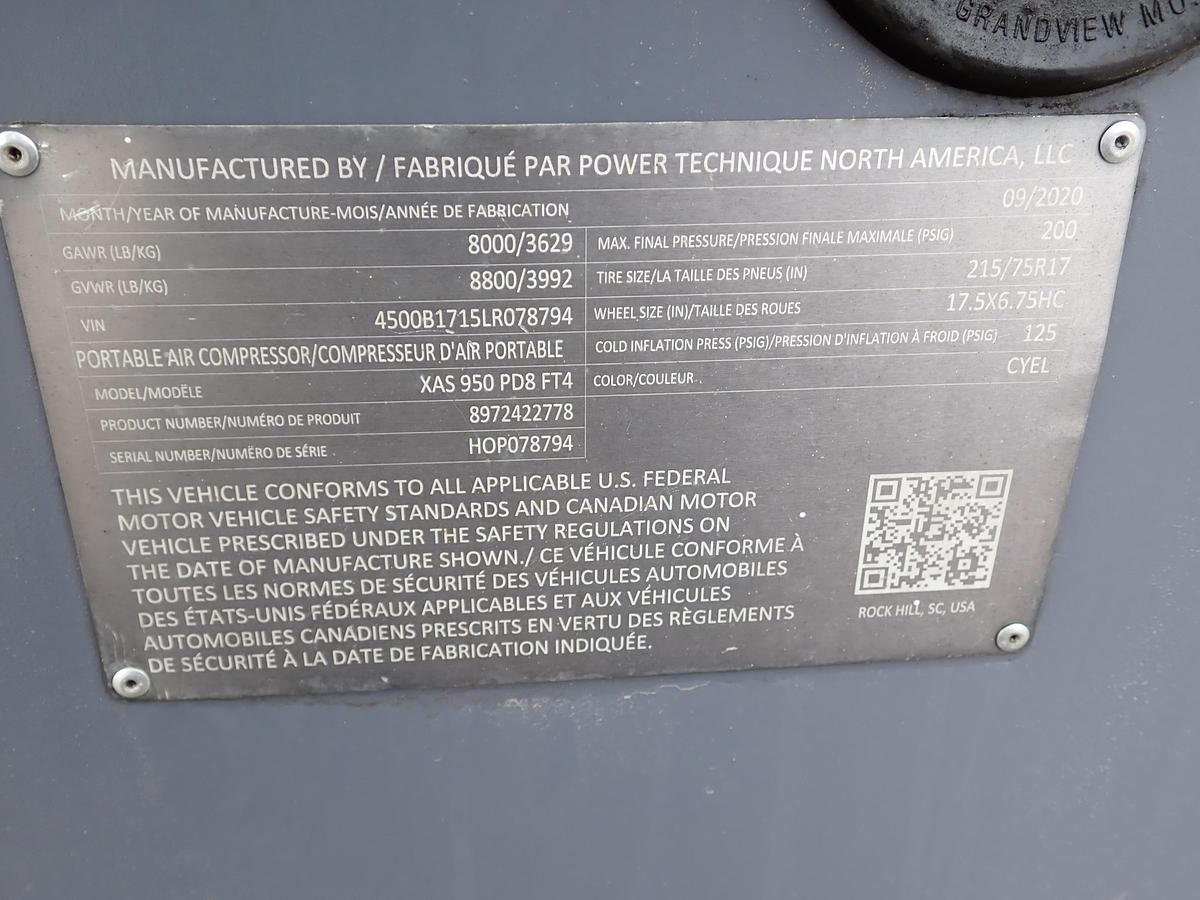 GRANDVIEW MO.
MANUFACTURED BY / FABRIQUÉ PAR POWER TECHNIQUE NORTH AMERICA, LLC
MONTH/YEAR OF MANUFACTURE-MOIS/ANNÉE DE FABRICATION 09/2020
GAWR (LB/KG) 8000/3629
GVWR (LB/KG) 8800/3992
VIN 4500B1715LR078794
PORTABLE AIR COMPRESSOR/COMPRESSEUR D'AIR PORTABLE
MODEL/MODËLE XAS 950 PD8 FT4
PRODUCT NUMBER/NUMÉRO DE PRODUIT 8972422778
SERIAL NUMBER/NUMËRO DE SÉRIE HOP078794
MAX. FINAL PRESSURE/PRESSION FINALE MAXIMALE (PSIG) 200
TIRE SIZE/LA TAILLE DES PNEUS (IN) 215/75R17
WHEEL SIZE (IN)/TAILLE DES ROUES 17.5X6.75HC
COLD INFLATION PRESS (PSIG)/PRESSION D'INFLATION À FROID (PSIG) 125
COLOR/COULEUR CYEL
THIS VEHICLE CONFORMS TO ALL APPLICABLE U.S. FEDERAL
MOTOR VEHICLE SAFETY STANDARDS AND CANADIAN MOTOR
VEHICLE PRESCRIBED UNDER THE SAFETY REGULATIONS ON
THE DATE OF MANUFACTURE SHOWN./ CE VÉHICULE CONFORME À
TOUTES LES NORMES DE SÉCURITÉ DES VÉHICULES AUTOMOBILES
DES ÉTATS-UNIS FÉDÉRAUX APPLICABLES ET AUX VÉHICULES
AUTOMOBILES CANADIENS PRESCRITS EN VERTU DES RÈGLEMENTS
DE SÉCURITÉ À LA DATE DE FABRICATION INDIQUÉE.
ROCK HILL, SC, USA